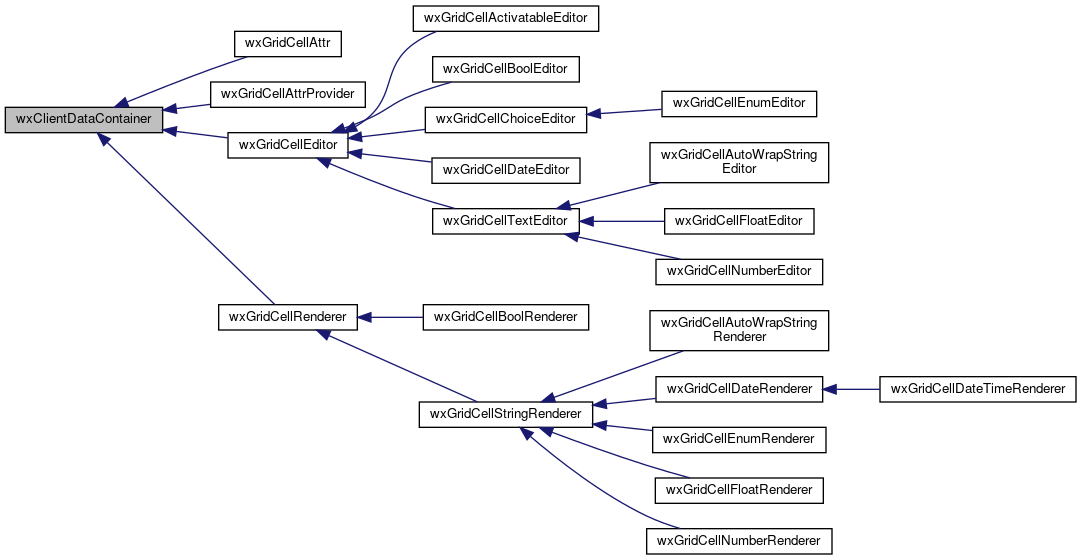 wxClientDataContainer
wxGridCellAttr
wxGridCellAttrProvider
wxGridCellEditor
wxGridCellRenderer
wxGridCellActivatableEditor
wxGridCellBoolEditor
wxGridCellChoiceEditor
wxGridCellDateEditor
wxGridCellTextEditor
wxGridCellBoolRenderer
wxGridCellStringRenderer
wxGridCellEnumEditor
wxGridCellAutoWrapString
Editor
wxGridCellFloatEditor
wxGridCellNumberEditor
wxGridCellAutoWrapString
Renderer
wxGridCellDateRenderer
wxGridCellEnumRenderer
wxGridCellFloatRenderer
wxGridCellNumberRenderer
wxGridCellDateTimeRenderer